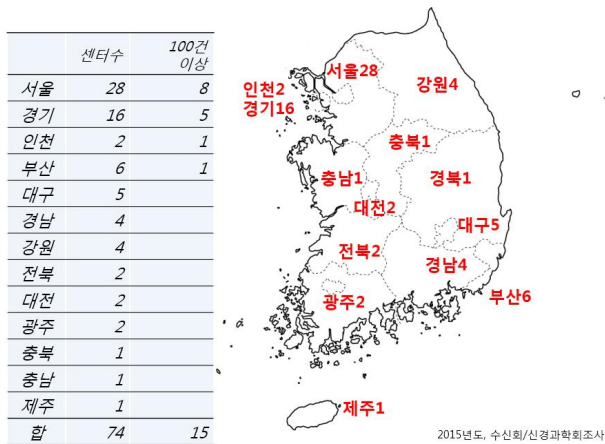 센터수 100건 이상
서울 28 8
경기 16 5
인천 2 1
부산 6 1
대구 5
경남 4
강원 4
전북 2
대전 2
광주 2
충북 1
충남 1
제주 1
합 74 15
서울28
강원4
인천2
경기16
충북1
충남1
경북1
대전2
대구5
전북2
경남4
부산6
광주2
제주1
2015년도, 수신회/신경과학회조사